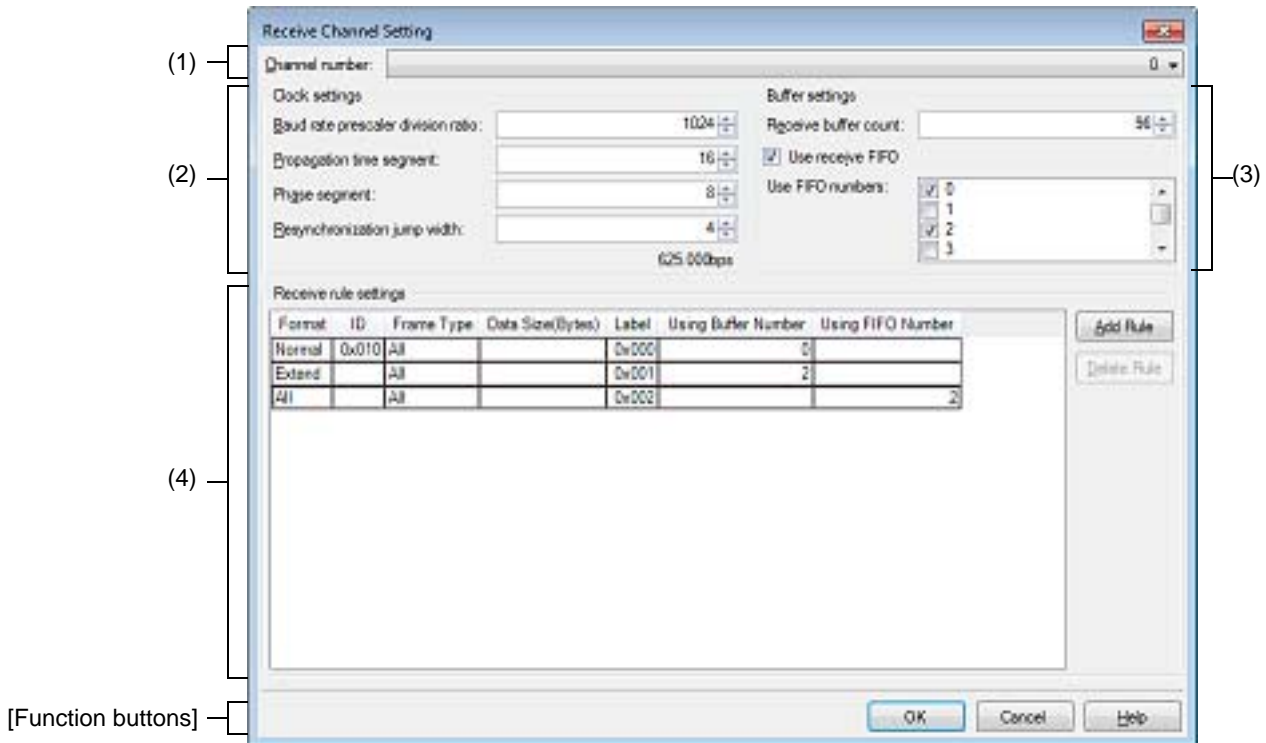 Receive Channel Setting
(1)
Channel number: 0
(2)
Clock settings
Baud rate prescaler division ratio: 1024
Propagation time segment: 16
Phase segment: 8
Resynchronization jump width: 4
625.000bps
(3)
Buffer settings
Receive buffer count: 96
Use receive FIFO
Use FIFO numbers:
0
1
2
3
(4)
Receive rule settings
Format ID Frame Type Data Size(Bytes) Label Using Buffer Number Using FIFO Number
Normal 0x010 All 0x000 0
Extend All 0x001 2
All All 0x002 2
Add Rule
Delete Rule
[Function buttons]
OK Cancel Help